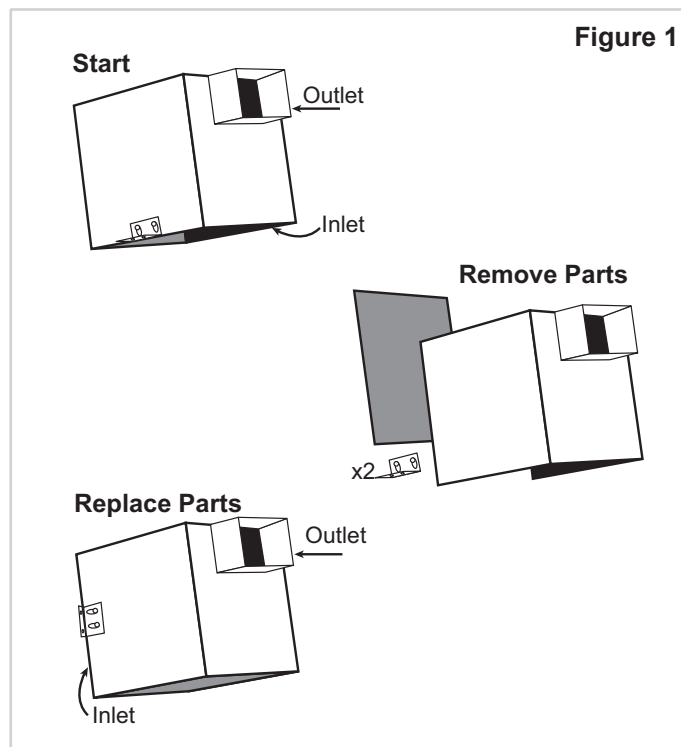 Figure 1
Start
Outlet
Inlet
Remove Parts
x2
Replace Parts
Outlet
Inlet